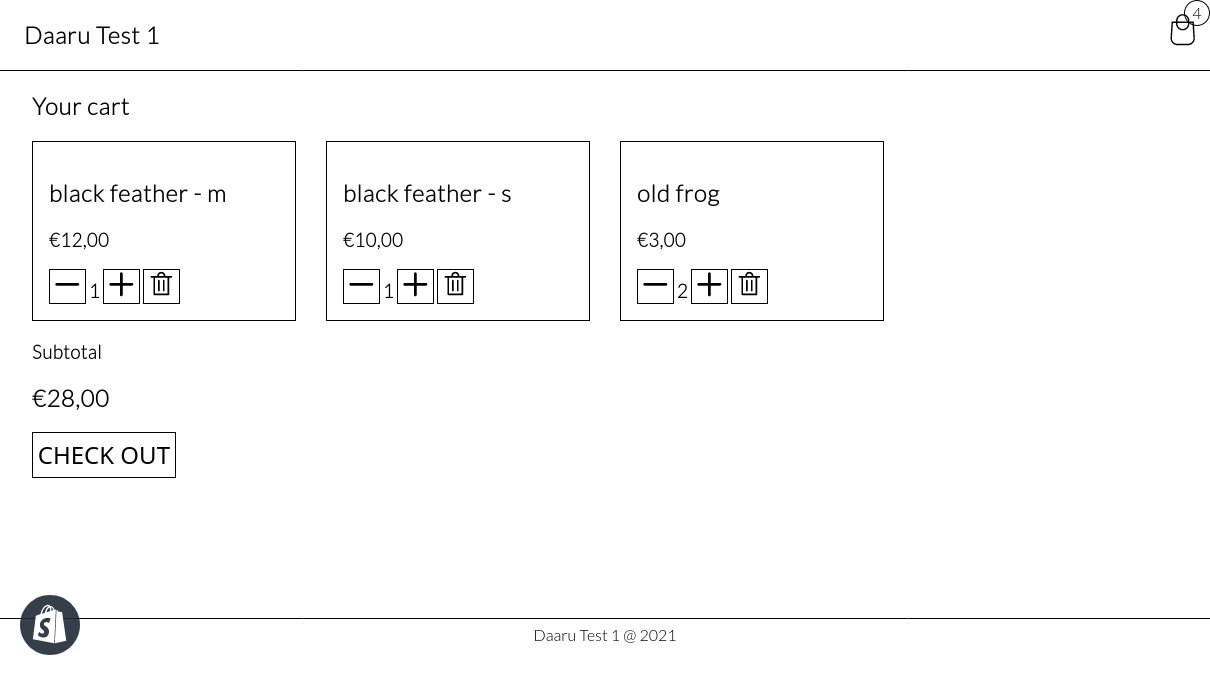 Daaru Test 1
4
Your cart
black feather - m
€12,00
1
black feather - s
€10,00
1
old frog
€3,00
2
Subtotal
€28,00
CHECK OUT
S
Daaru Test 1 @ 2021